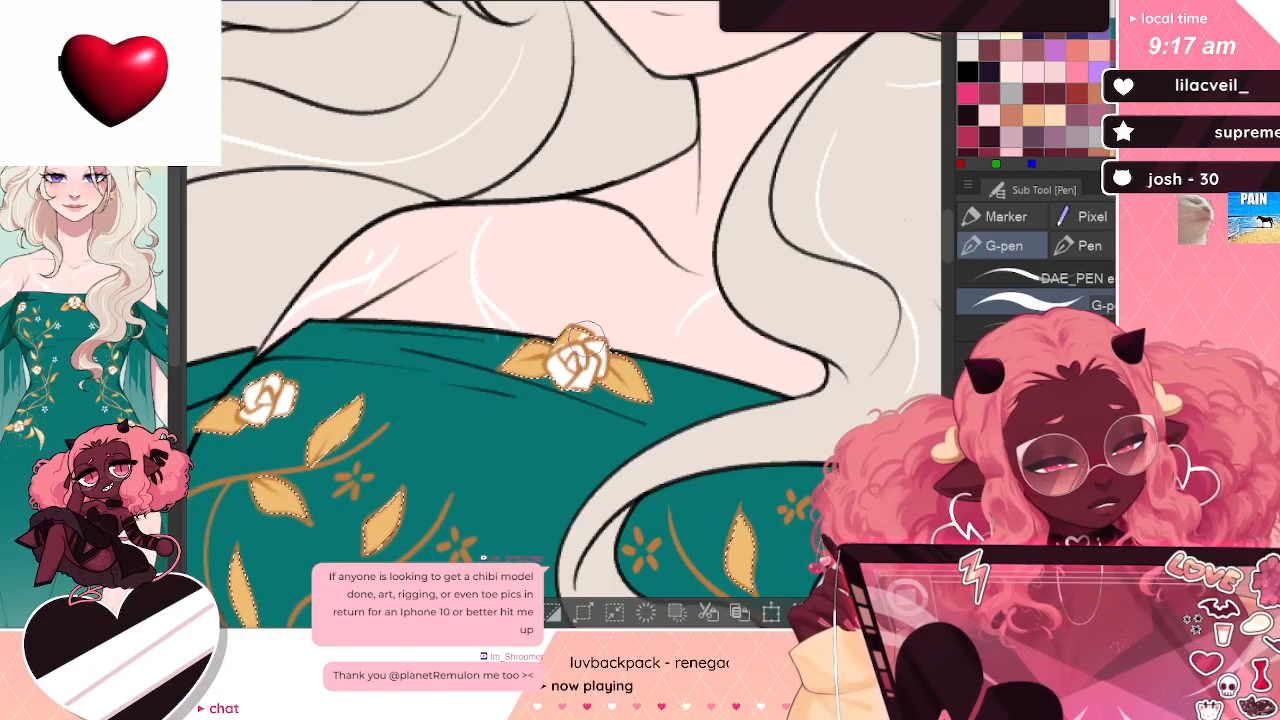 local time
9:17 am
lilacveil_
supreme
josh - 30
PAIN
Sub Tool [Pen]
Marker
Pixel
G-pen
Pen
DAE_PEN e
G-p
If anyone is looking to get a chibi model
done, art, rigging, or even toe pics in
return for an Iphone 10 or better hit me
up
Im_Shroomer
Thank you @planetRemulon me too ><
chat
luvbackpack - renegad
now playing
LOVE